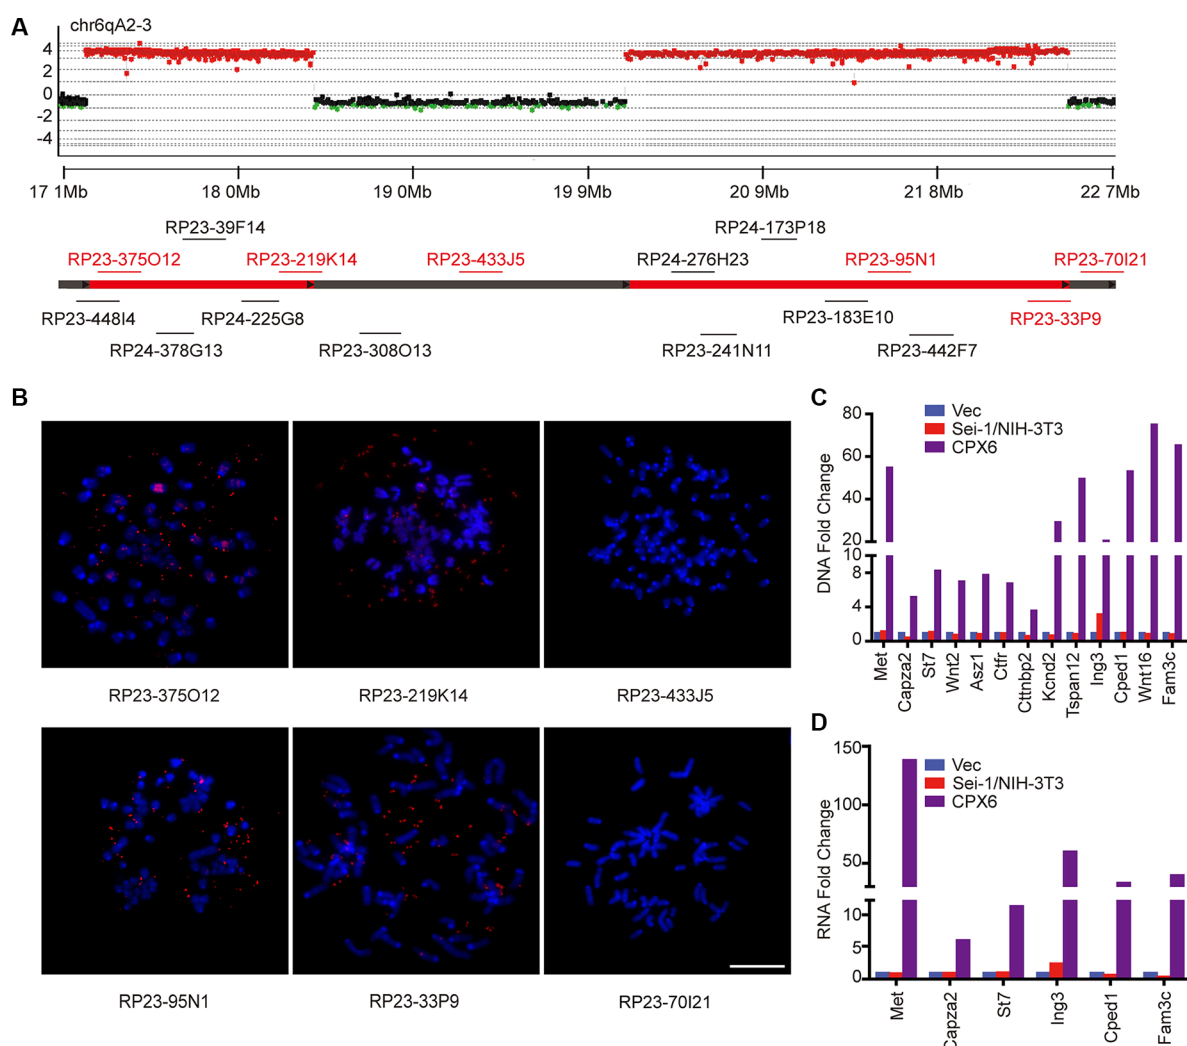 A
chr6qA2-3
4
2
0
-2
-4
17 1Mb 18 0Mb 19 0Mb 19 9Mb 20 9Mb 21 8Mb 22 7Mb
RP23-39F14 RP24-173P18
RP23-375O12 RP23-219K14 RP23-433J5 RP24-276H23 RP23-95N1 RP23-70I21
RP23-448I4 RP24-225G8 RP23-183E10 RP23-33P9
RP24-378G13 RP23-308O13 RP23-241N11 RP23-442F7
B
RP23-375O12 RP23-219K14 RP23-433J5
RP23-95N1 RP23-33P9 RP23-70I21
C
Vec
Sei-1/NIH-3T3
CPX6
DNA Fold Change
80
60
40
20
10
8
4
0
Met Capza2 St7 Wnt2 Asz1 Ctfr Cttnbp2 Kcnd2 Tspan12 Ing3 Cped1 Wnt16 Fam3c
D
Vec
Sei-1/NIH-3T3
CPX6
RNA Fold Change
150
100
50
10
5
0
Met Capza2 St7 Ing3 Cped1 Fam3c